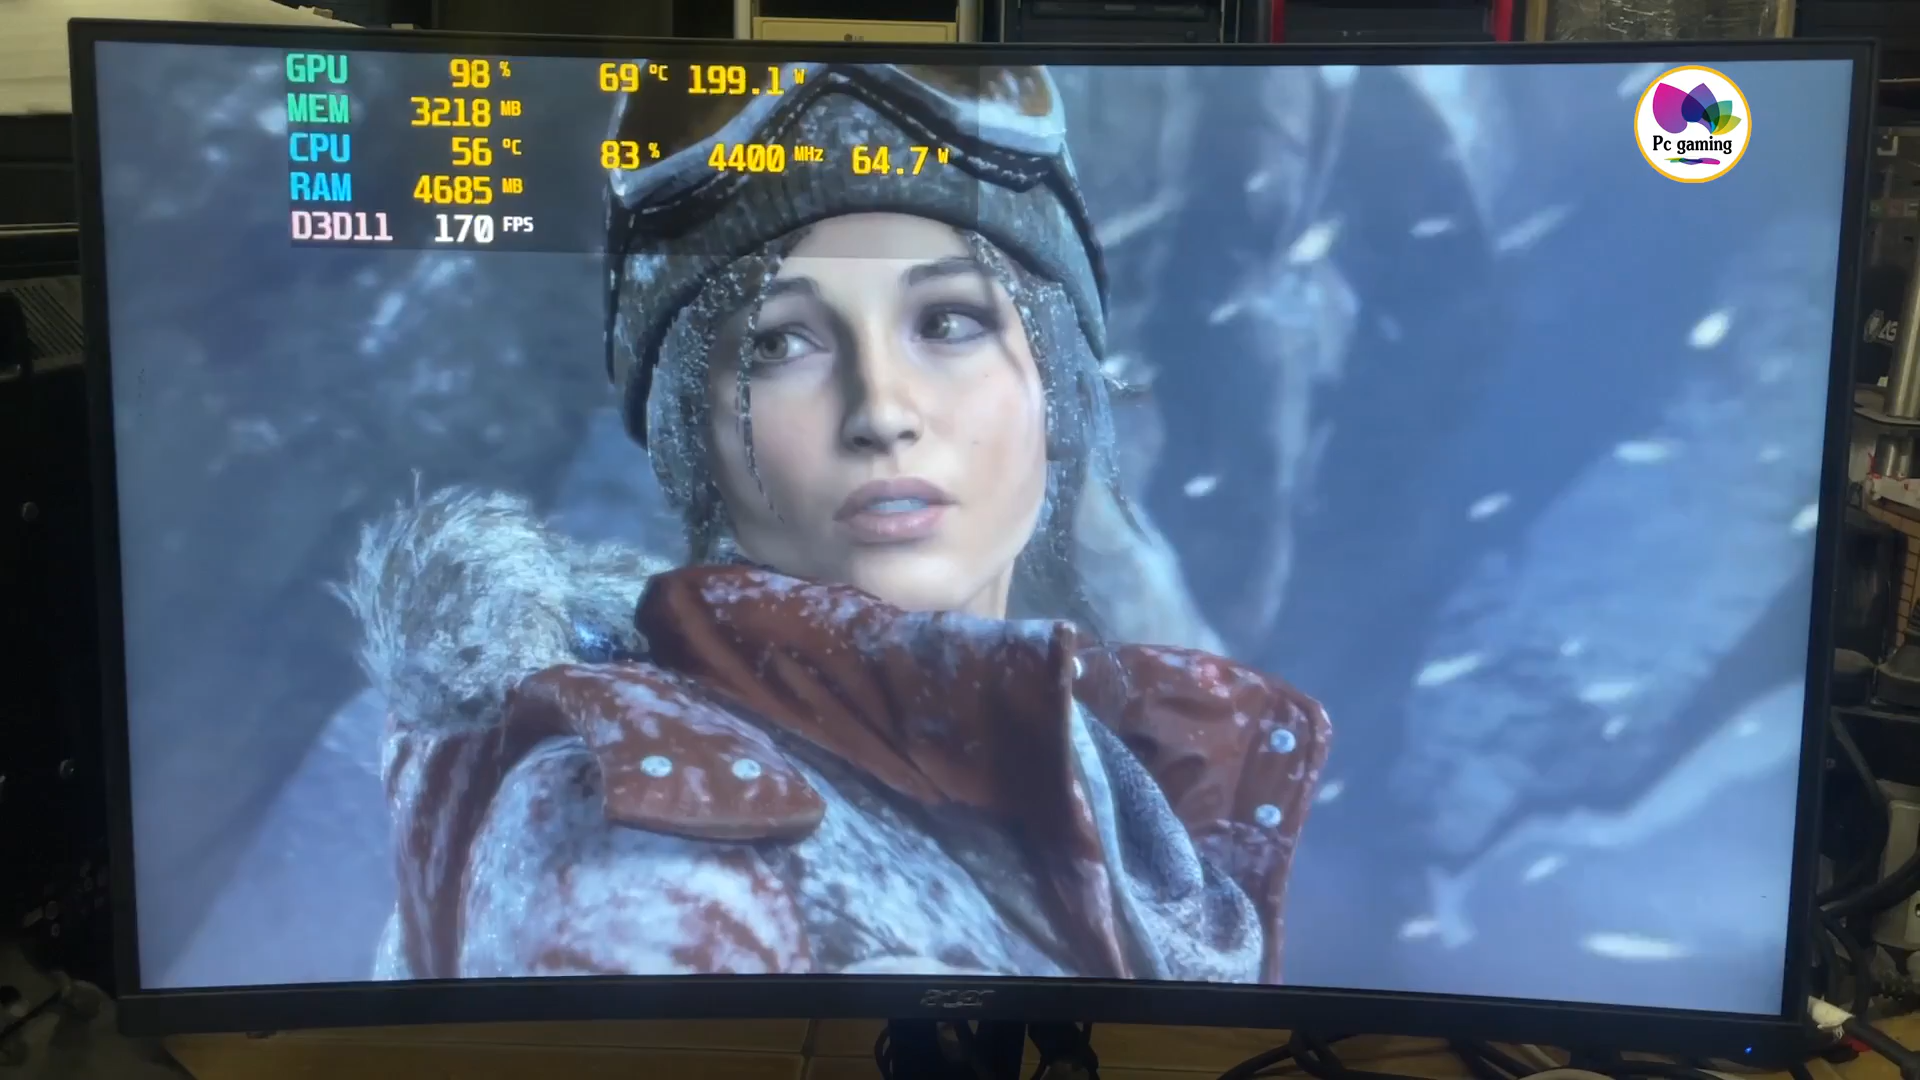 GPU 98 % 69 °C 199.1 W
MEM 3218 MB
CPU 56 °C 83 % 4400 MHz 64.7 W
RAM 4685 MB
D3D11 170 FPS
Pc gaming
acer